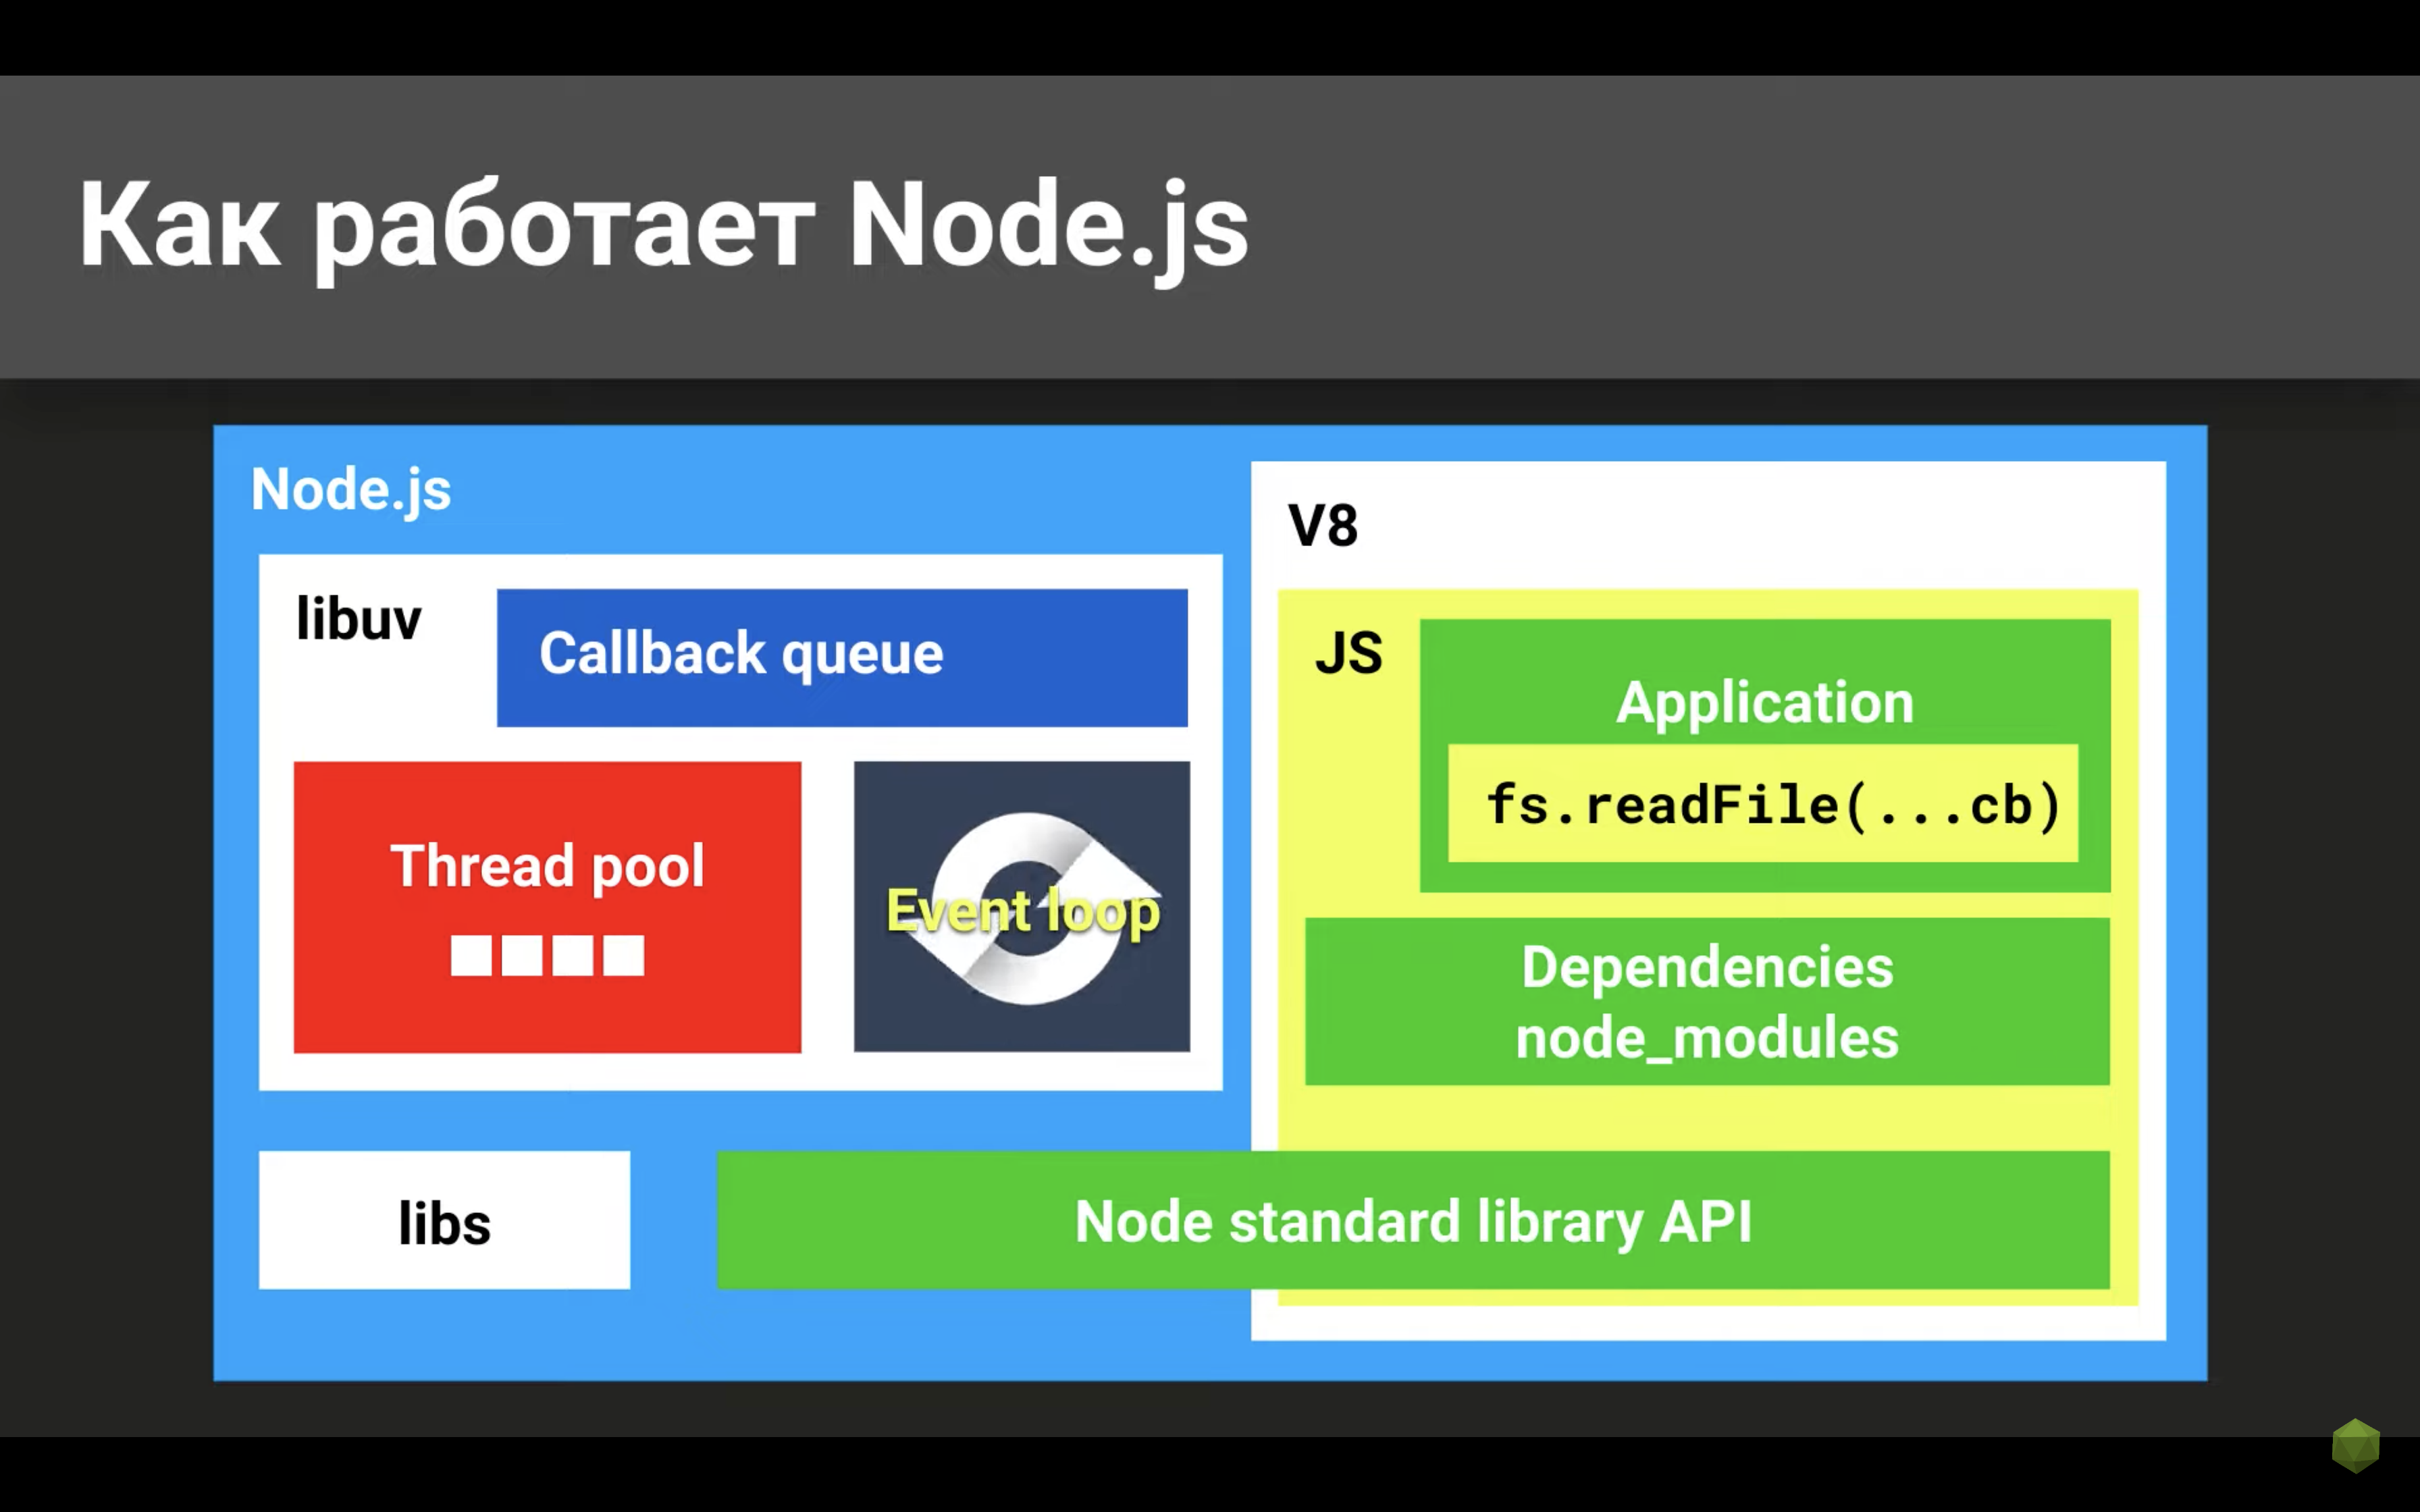 Как работает Node.js
Node.js
libuv
Callback queue
Thread pool
Event loop
libs
V8
JS
Application
fs.readFile(...cb)
Dependencies
node_modules
Node standard library API